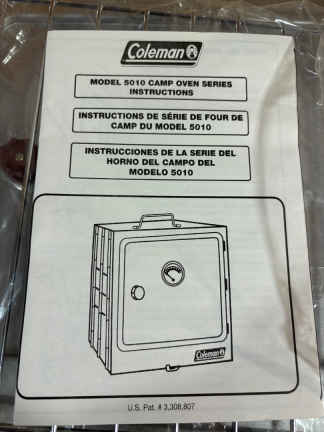 Coleman
MODEL 5010 CAMP OVEN SERIES
INSTRUCTIONS
INSTRUCTIONS DE SÉRIE DE FOUR DE
CAMP DU MODEL 5010
INSTRUCCIONES DE LA SERIE DEL
HORNO DEL CAMPO DEL
MODELO 5010
Coleman
U.S. Pat. # 3,308,807